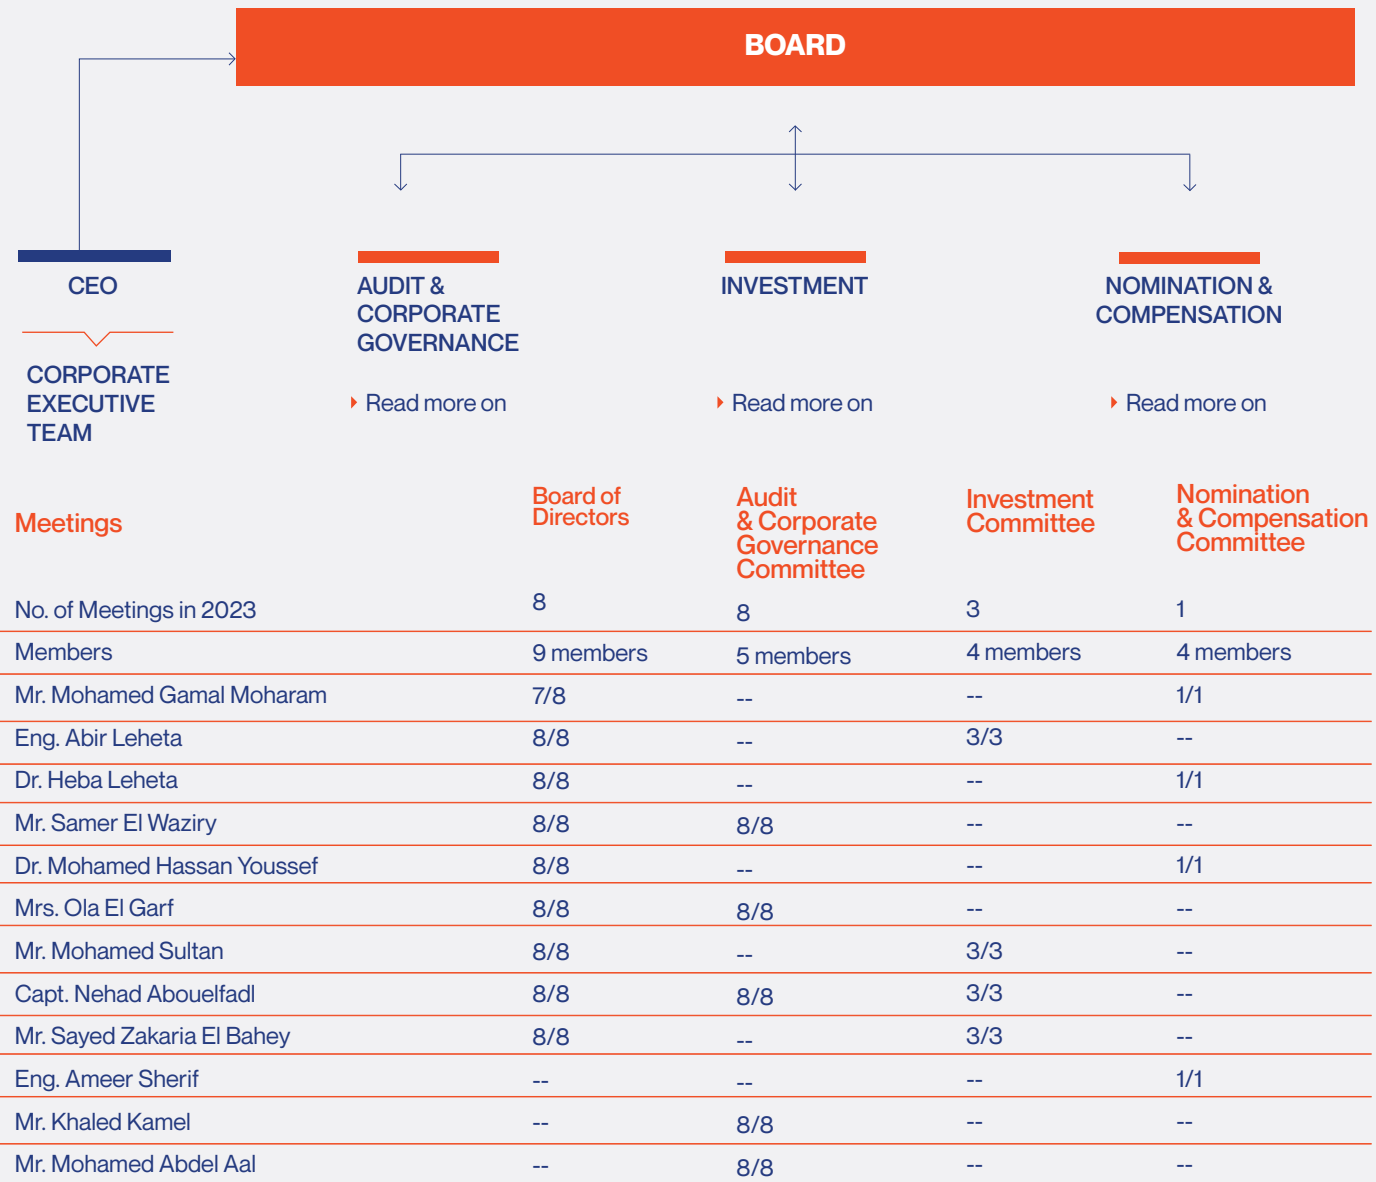 BOARD
CEO
CORPORATE
EXECUTIVE
TEAM
AUDIT &
CORPORATE
GOVERNANCE
Read more on
INVESTMENT
Read more on
NOMINATION &
COMPENSATION
Read more on
Meetings
Board of
Directors
Audit
& Corporate
Governance
Committee
Investment
Committee
Nomination
& Compensation
Committee
No. of Meetings in 2023 8 8 3 1
Members 9 members 5 members 4 members 4 members
Mr. Mohamed Gamal Moharam 7/8 -- -- 1/1
Eng. Abir Leheta 8/8 -- 3/3 --
Dr. Heba Leheta 8/8 -- -- 1/1
Mr. Samer El Waziry 8/8 8/8 -- --
Dr. Mohamed Hassan Youssef 8/8 -- -- 1/1
Mrs. Ola El Garf 8/8 8/8 -- --
Mr. Mohamed Sultan 8/8 -- 3/3 --
Capt. Nehad Abouelfadl 8/8 8/8 3/3 --
Mr. Sayed Zakaria El Bahey 8/8 -- 3/3 --
Eng. Ameer Sherif -- -- -- 1/1
Mr. Khaled Kamel -- 8/8 -- --
Mr. Mohamed Abdel Aal -- 8/8 -- --